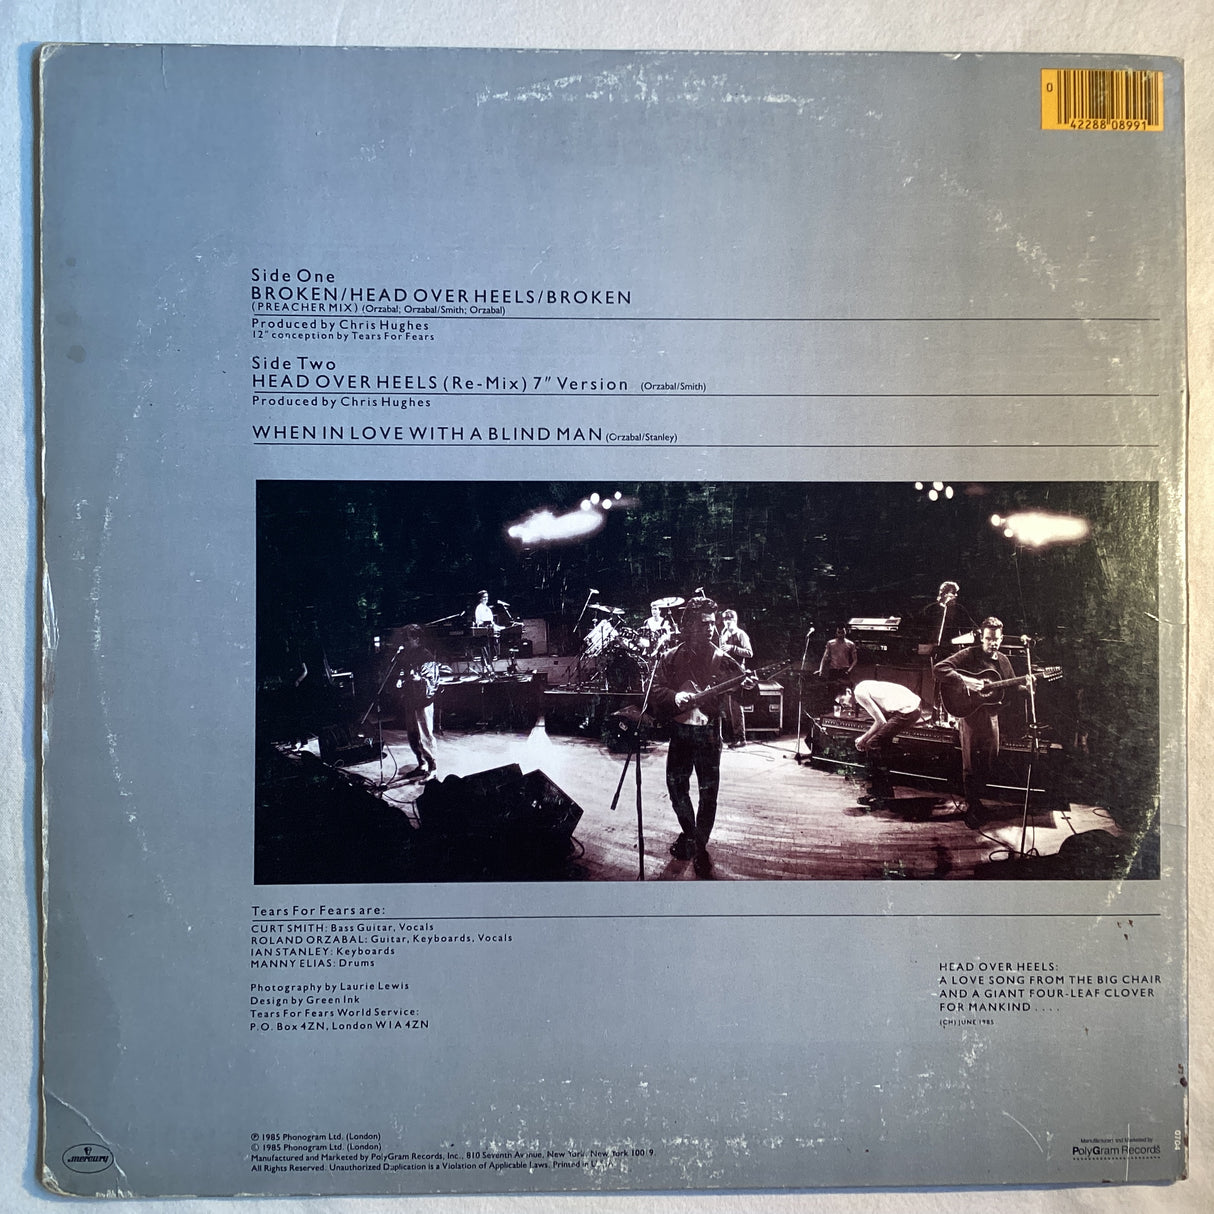 0
42288 08991
Side One
BROKEN/HEAD OVER HEELS/BROKEN
(PREACHER MIX) (Orzabal; Orzabal/Smith; Orzabal)
Produced by Chris Hughes
12" conception by Tears For Fears
Side Two
HEAD OVER HEELS (Re-Mix) 7" Version (Orzabal/Smith)
Produced by Chris Hughes
WHEN IN LOVE WITH A BLIND MAN (Orzabal/Stanley)
Tears For Fears are:
CURT SMITH: Bass Guitar, Vocals
ROLAND ORZABAL: Guitar, Keyboards, Vocals
IAN STANLEY: Keyboards
MANNY ELIAS: Drums
Photography by Laurie Lewis
Design by Green Ink
Tears For Fears World Service:
P.O. Box 4ZN, London W1A 4ZN
HEAD OVER HEELS:
A LOVE SONG FROM THE BIG CHAIR
AND A GIANT FOUR-LEAF CLOVER
FOR MANKIND . . . .
(CH) JUNE 1985
℗ 1985 Phonogram Ltd. (London)
© 1985 Phonogram Ltd. (London)
Manufactured and Marketed by PolyGram Records, Inc., 810 Seventh Avenue, New York, New York 10019.
All Rights Reserved. Unauthorized Duplication is a Violation of Applicable Laws. Printed in U.S.A.
mercury
Manufactured and Marketed by
PolyGram Records